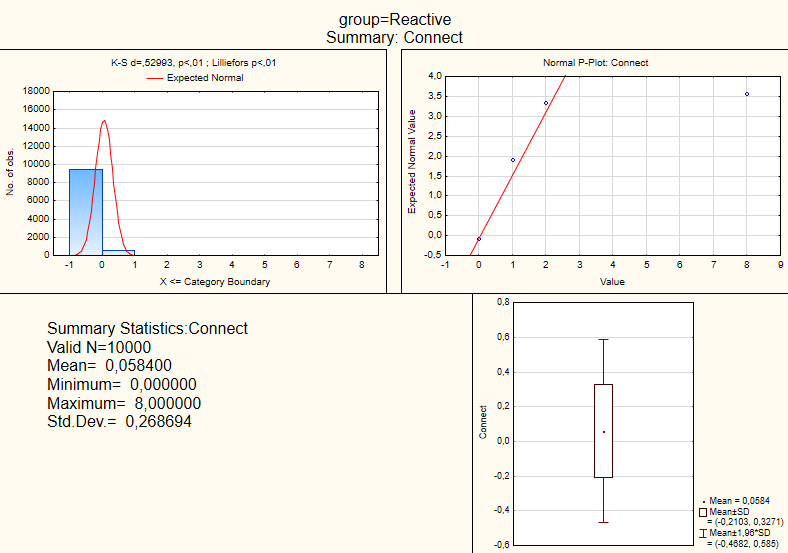 group=Reactive
Summary: Connect
K-S d=,52993, p<,01 ; Lilliefors p<,01
Expected Normal
18000
16000
14000
12000
10000
8000
6000
4000
2000
0
No. of obs.
-1 0 1 2 3 4 5 6 7 8
X <= Category Boundary
Normal P-Plot: Connect
4,0
3,5
3,0
2,5
2,0
1,5
1,0
0,5
0,0
-0,5
Expected Normal Value
-1 0 1 2 3 4 5 6 7 8 9
Value
Summary Statistics:Connect
Valid N=10000
Mean= 0,058400
Minimum= 0,000000
Maximum= 8,000000
Std.Dev.= 0,268694
0,8
0,6
0,4
0,2
0,0
-0,2
-0,4
-0,6
Connect
Mean = 0,0584
Mean±SD
= (-0,2103, 0,3271)
Mean±1,96*SD
= (-0,4682, 0,585)